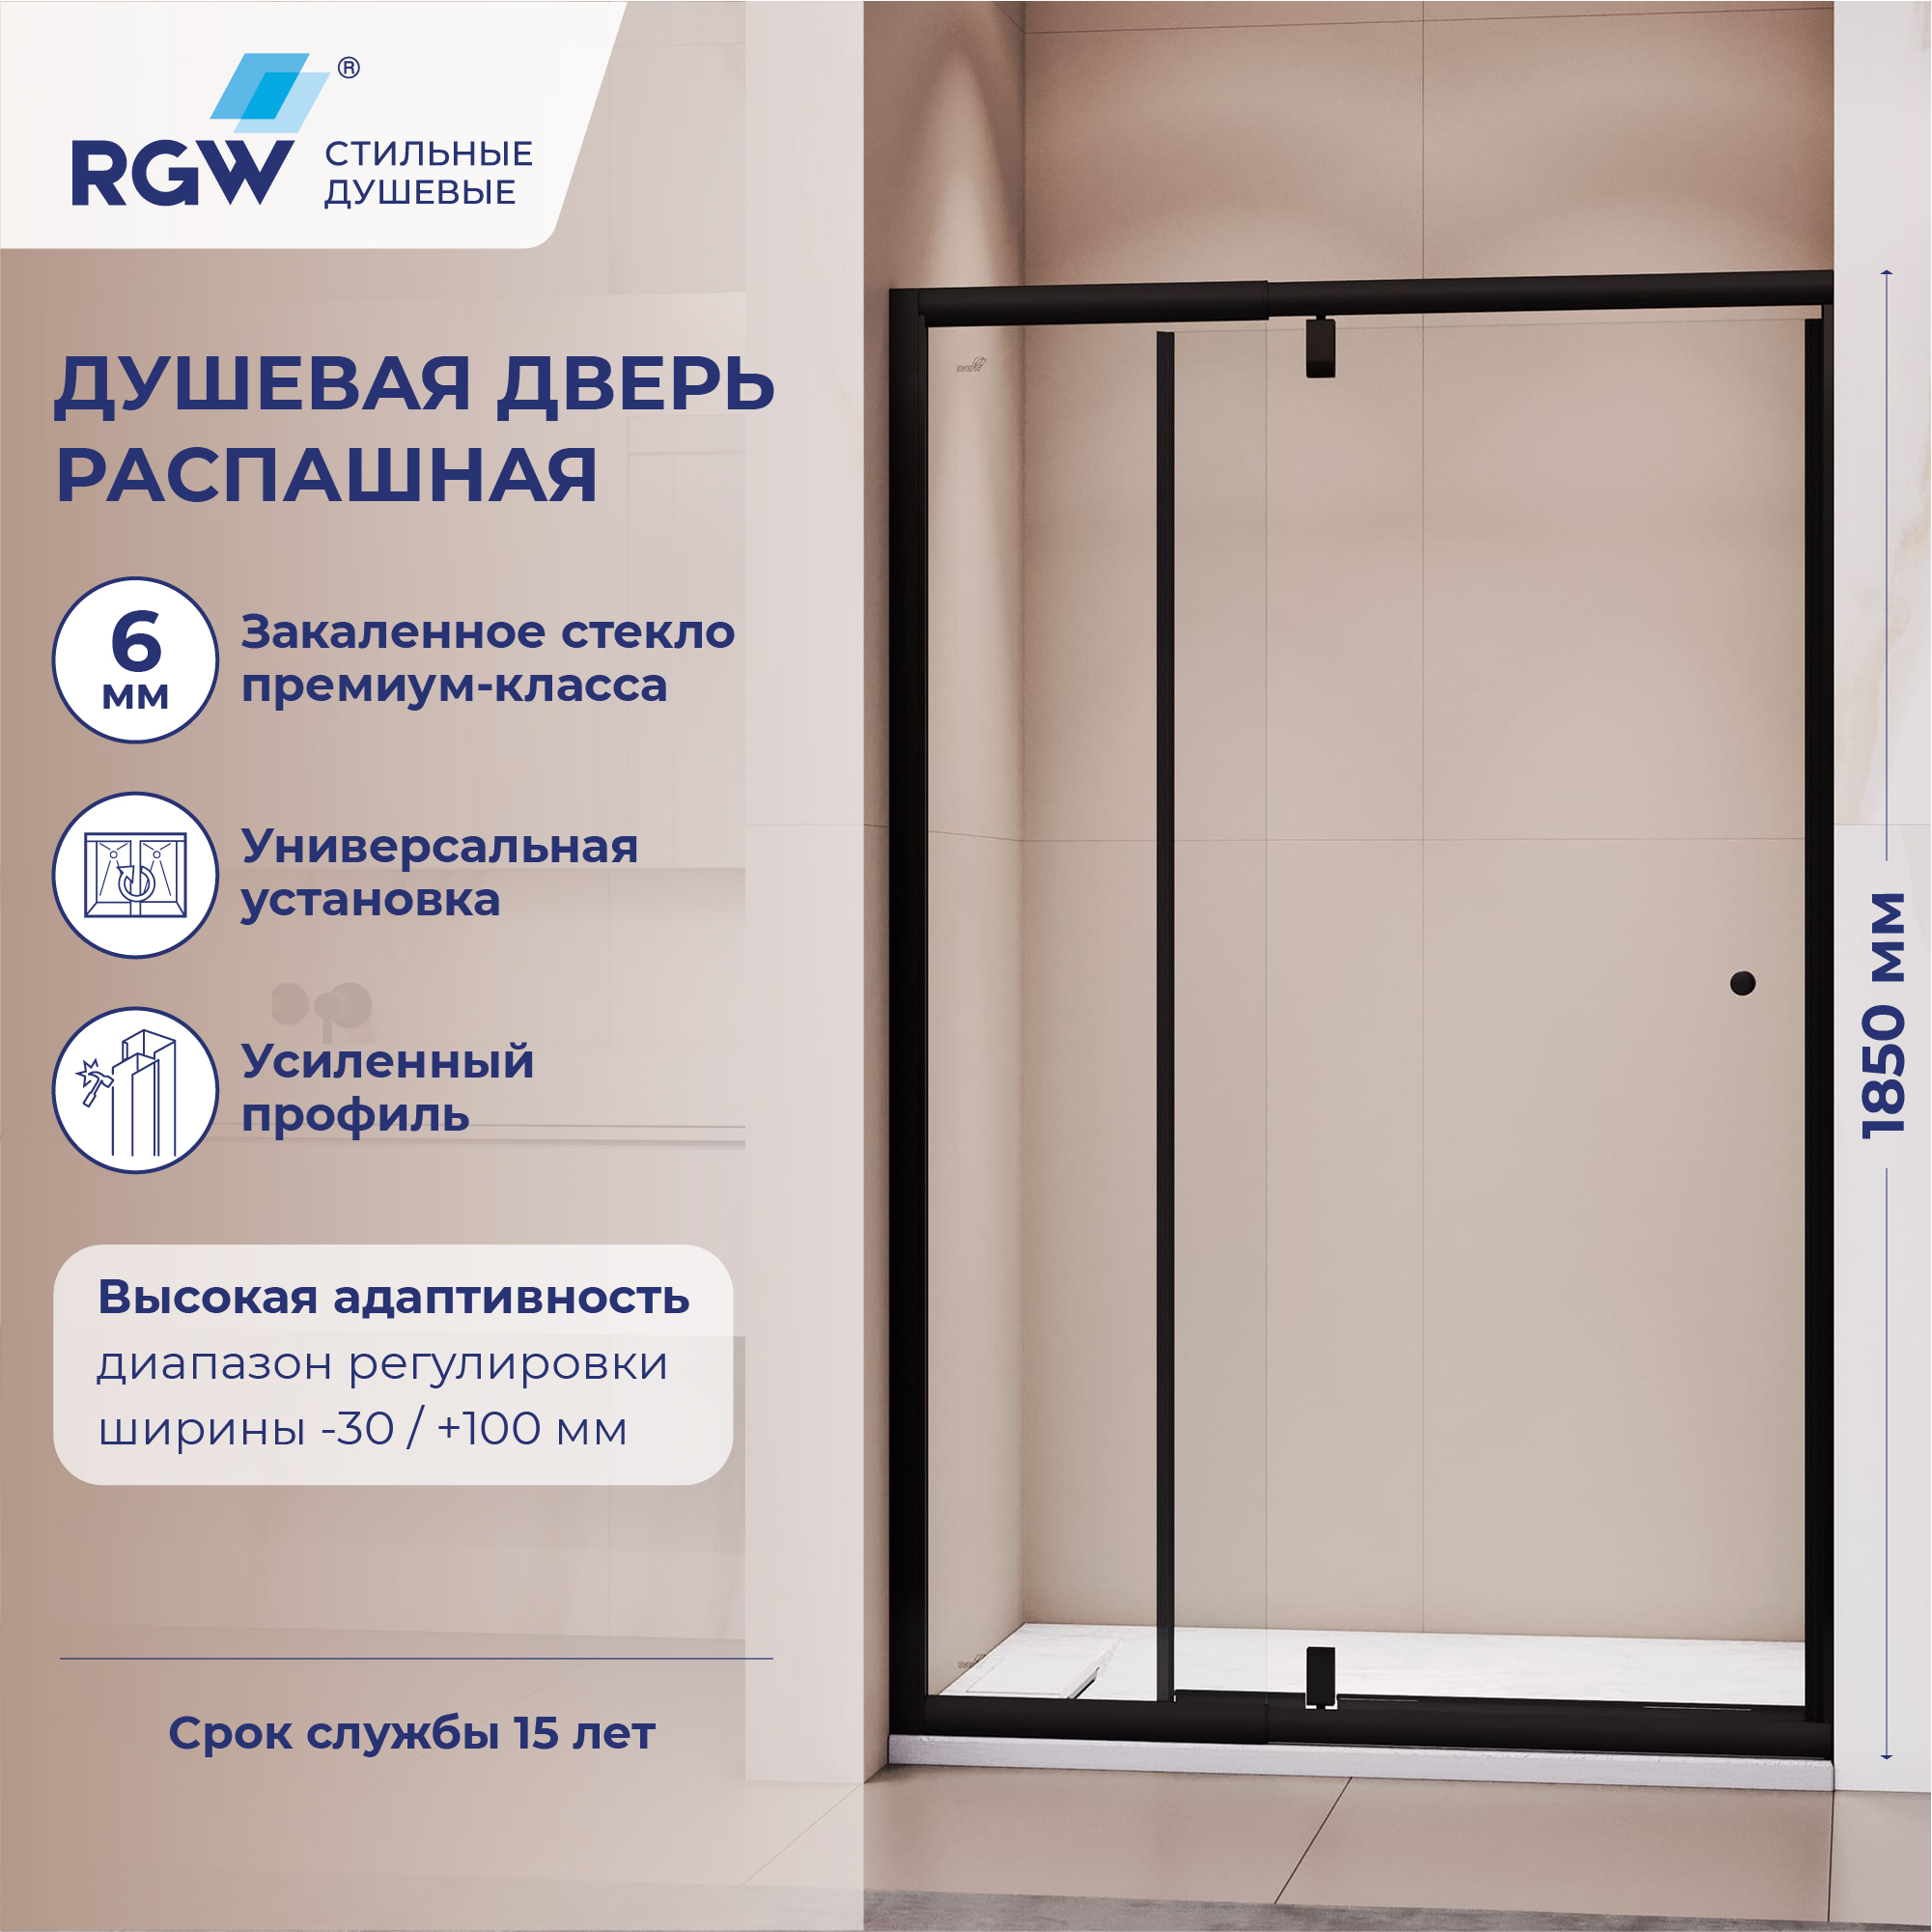 RGW®
СТИЛЬНЫЕ
ДУШЕВЫЕ
ДУШЕВАЯ ДВЕРЬ
РАСПАШНАЯ
6
мм
Закаленное стекло
премиум-класса
Универсальная
установка
Усиленный
профиль
Высокая адаптивность
диапазон регулировки
ширины -30 / +100 мм
Срок службы 15 лет
1850 мм